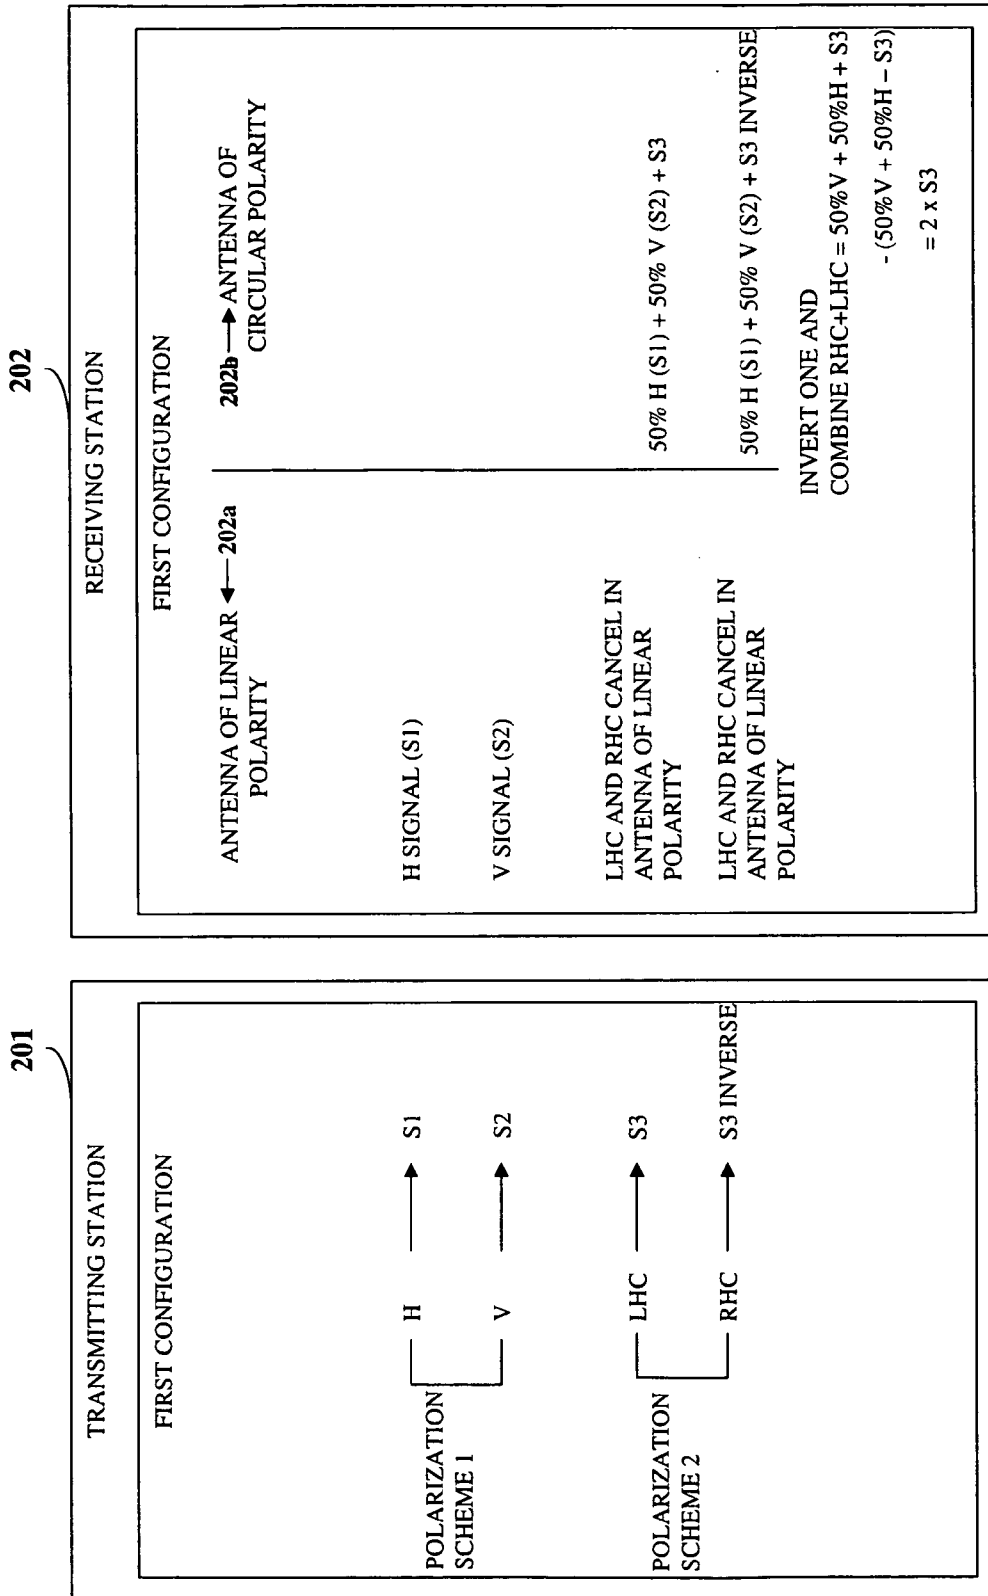 201
TRANSMITTING STATION
FIRST CONFIGURATION
POLARIZATION
SCHEME 1
H
S1
V
S2
POLARIZATION
SCHEME 2
LHC
S3
RHC
S3 INVERSE
202
RECEIVING STATION
FIRST CONFIGURATION
ANTENNA OF LINEAR
POLARITY
202a
202b
ANTENNA OF
CIRCULAR POLARITY
H SIGNAL (S1)
V SIGNAL (S2)
LHC AND RHC CANCEL IN
ANTENNA OF LINEAR
POLARITY
50% H (S1) + 50% V (S2) + S3
LHC AND RHC CANCEL IN
ANTENNA OF LINEAR
POLARITY
50% H (S1) + 50% V (S2) + S3 INVERSE
INVERT ONE AND
COMBINE RHC+LHC = 50%V + 50%H + S3
- (50%V + 50%H – S3)
= 2 x S3